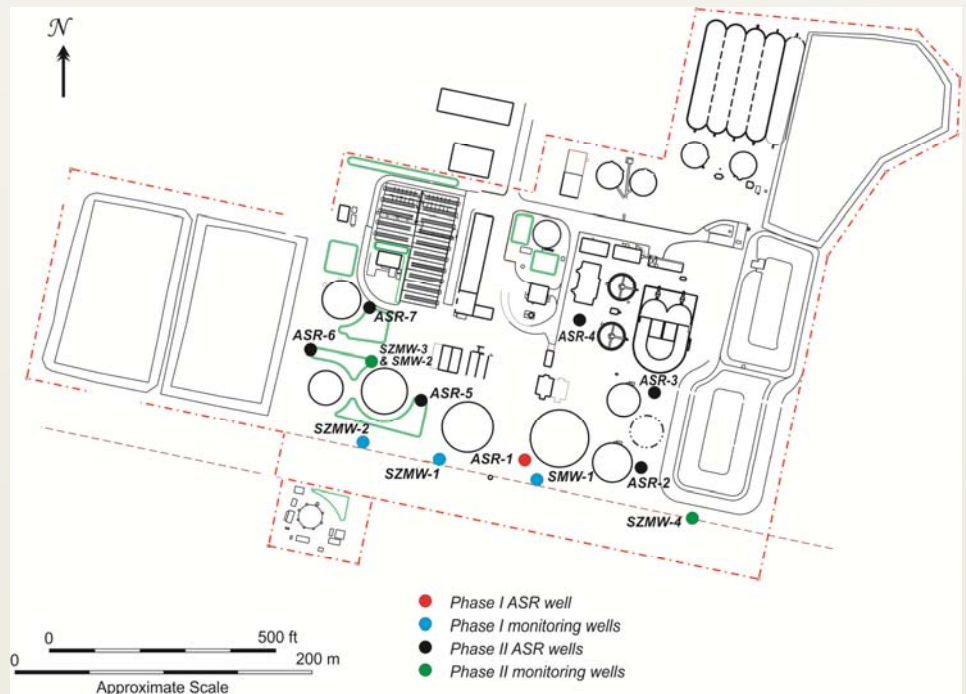 N
ASR-7
ASR-6
ASR-4
SZMW-3
& SMW-2
ASR-3
ASR-5
SZMW-2
SZMW-1
ASR-1
SMW-1
ASR-2
SZMW-4
Phase I ASR well
Phase I monitoring wells
Phase II ASR wells
Phase II monitoring wells
0 500 ft
0 200 m
Approximate Scale